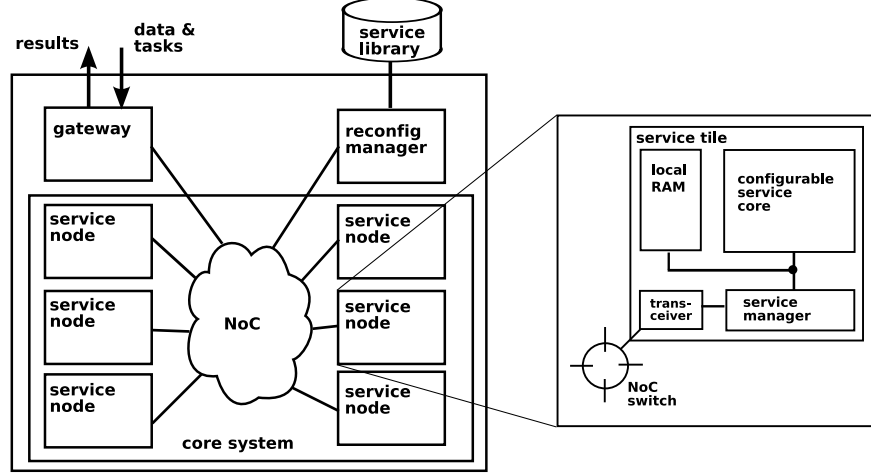 results
data &
tasks
service
library
gateway
reconfig
manager
service
node
service
node
service
node
NoC
service
node
service
node
service
node
core system
service tile
local
RAM
configurable
service
core
trans-
ceiver
service
manager
NoC
switch